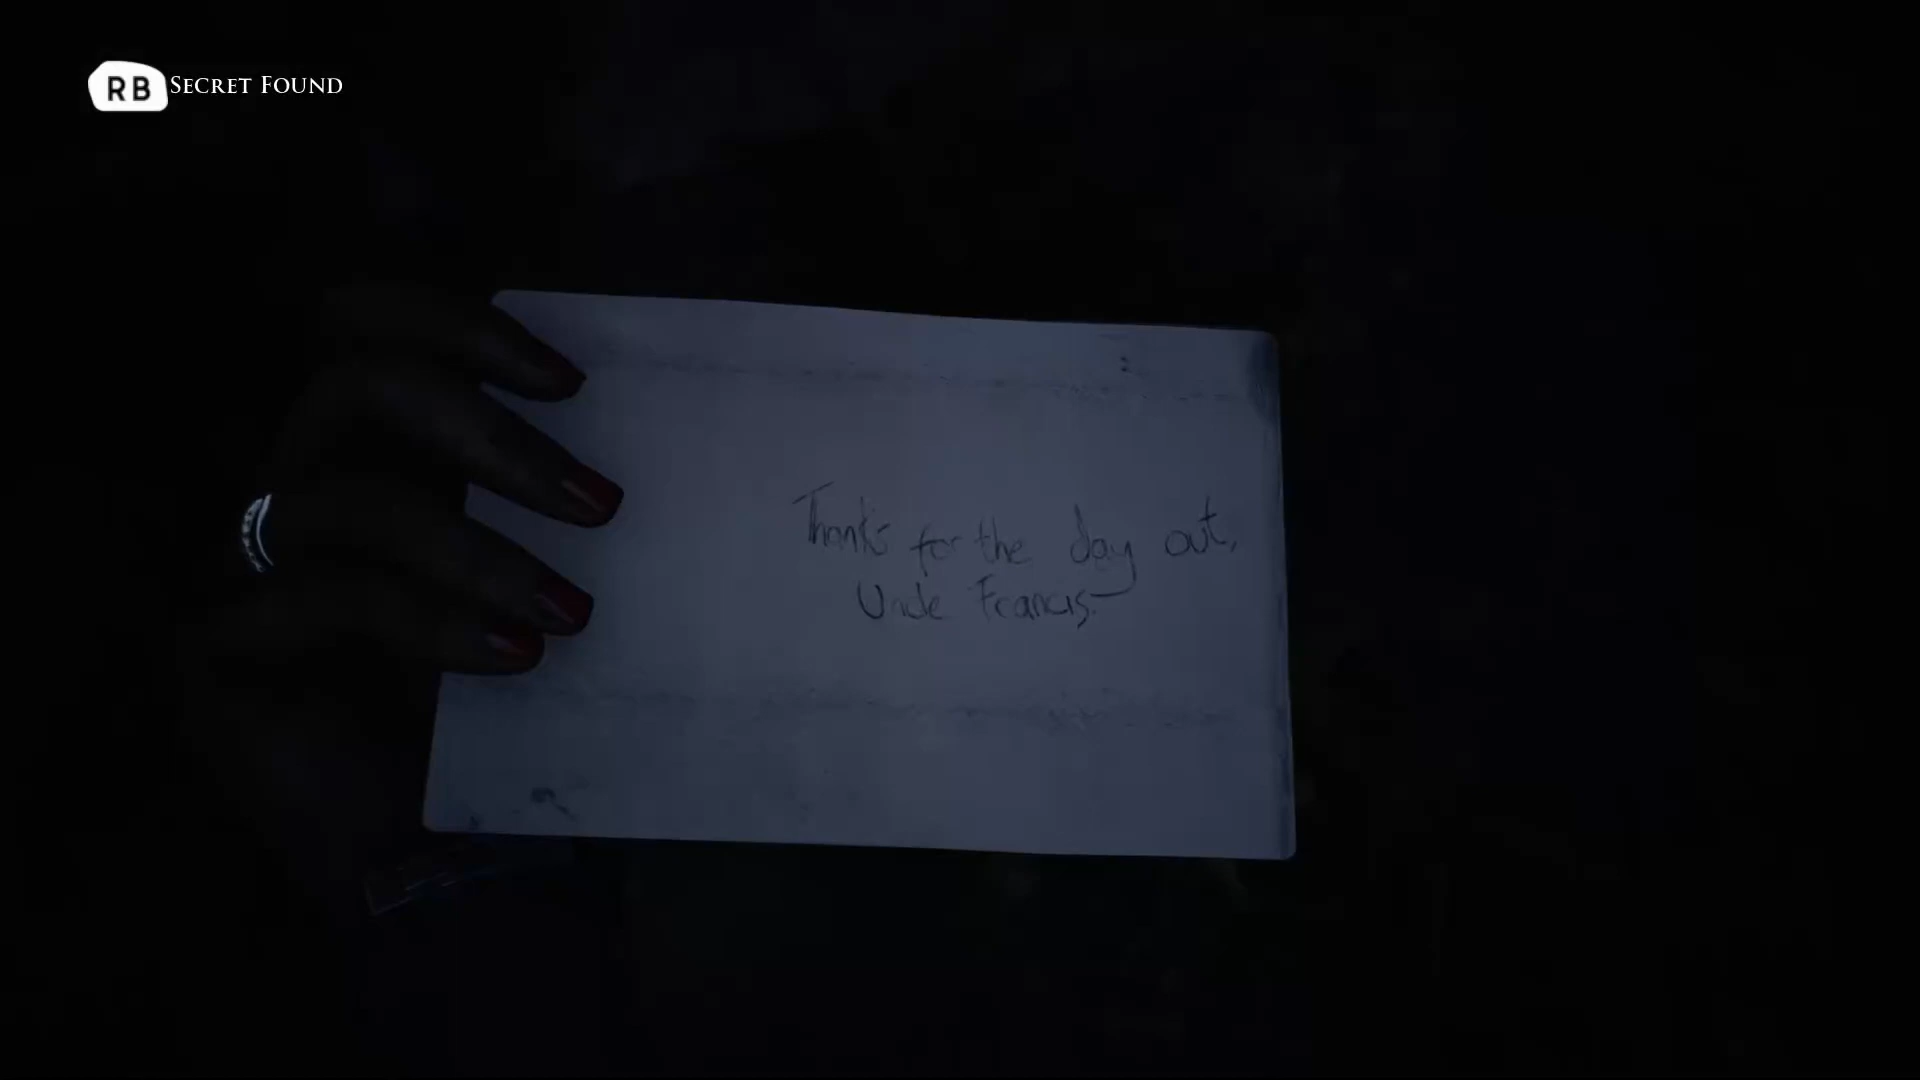 RB SECRET FOUND
Thanks for the day out,
Uncle Francis.